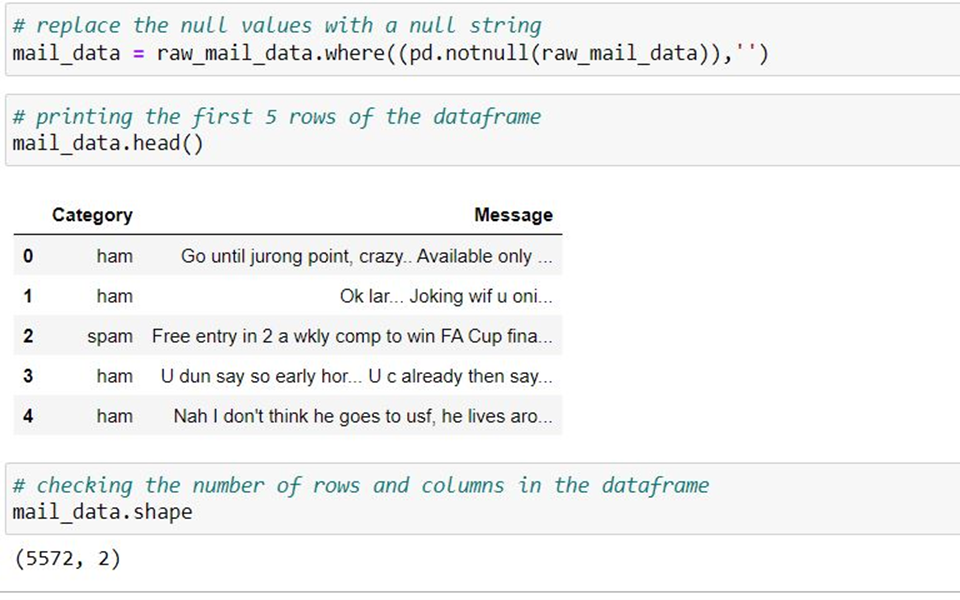 # replace the null values with a null string
mail_data = raw_mail_data.where((pd.notnull(raw_mail_data)),'')
# printing the first 5 rows of the dataframe
mail_data.head()
Category Message
0 ham Go until jurong point, crazy.. Available only ...
1 ham Ok lar... Joking wif u oni...
2 spam Free entry in 2 a wkly comp to win FA Cup fina...
3 ham U dun say so early hor... U c already then say...
4 ham Nah I don't think he goes to usf, he lives aro...
# checking the number of rows and columns in the dataframe
mail_data.shape
(5572, 2)